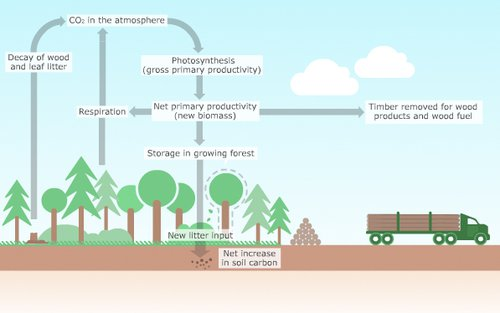 CO₂ in the atmosphere
Decay of wood
and leaf litter
Photosynthesis
(gross primary productivity)
Respiration
Net primary productivity
(new biomass)
Timber removed for wood
products and wood fuel
Storage in growing forest
New litter input
Net increase
in soil carbon